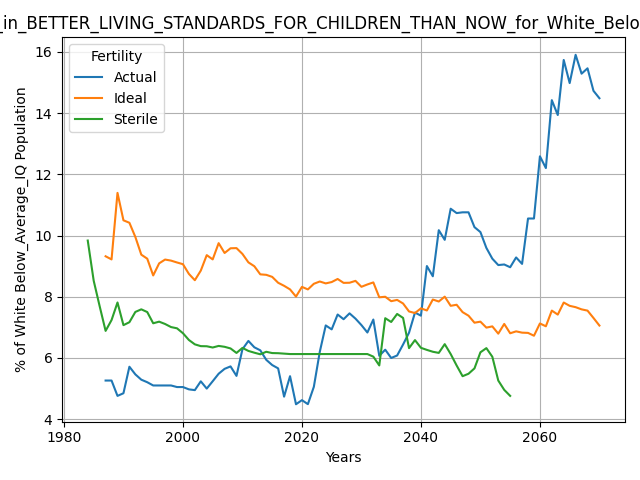 _in_BETTER_LIVING_STANDARDS_FOR_CHILDREN_THAN_NOW_for_White_Belo
16
14
12
10
8
6
4
% of White Below_Average_IQ Population
Fertility
Actual
Ideal
Sterile
1980
2000
2020
2040
2060
Years